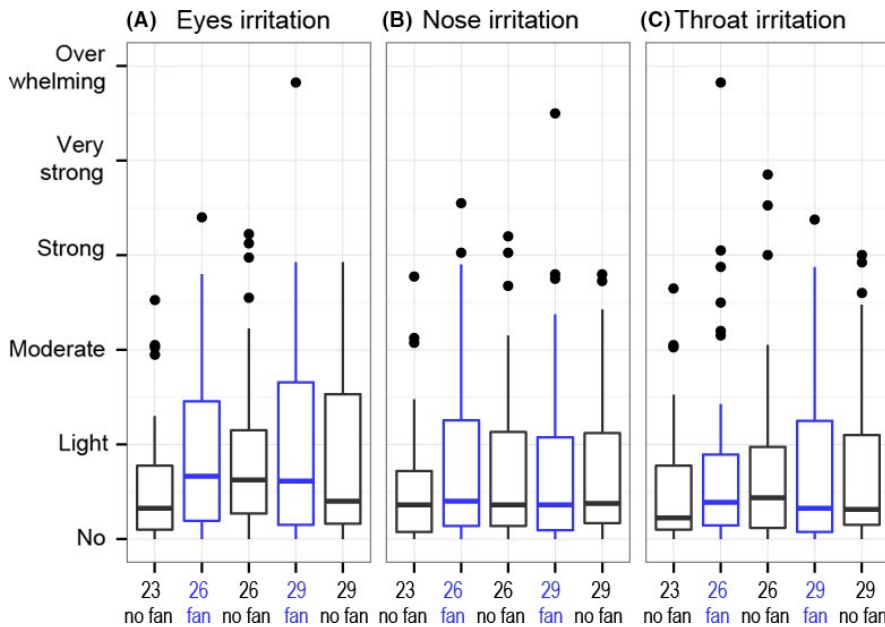 (A) Eyes irritation
(B) Nose irritation
(C) Throat irritation
Over
whelming
Very
strong
Strong
Moderate
Light
No
23 26 26 29 29
no fan fan no fan fan no fan
23 26 26 29 29
no fan fan no fan fan no fan
23 26 26 29 29
no fan fan no fan fan no fan